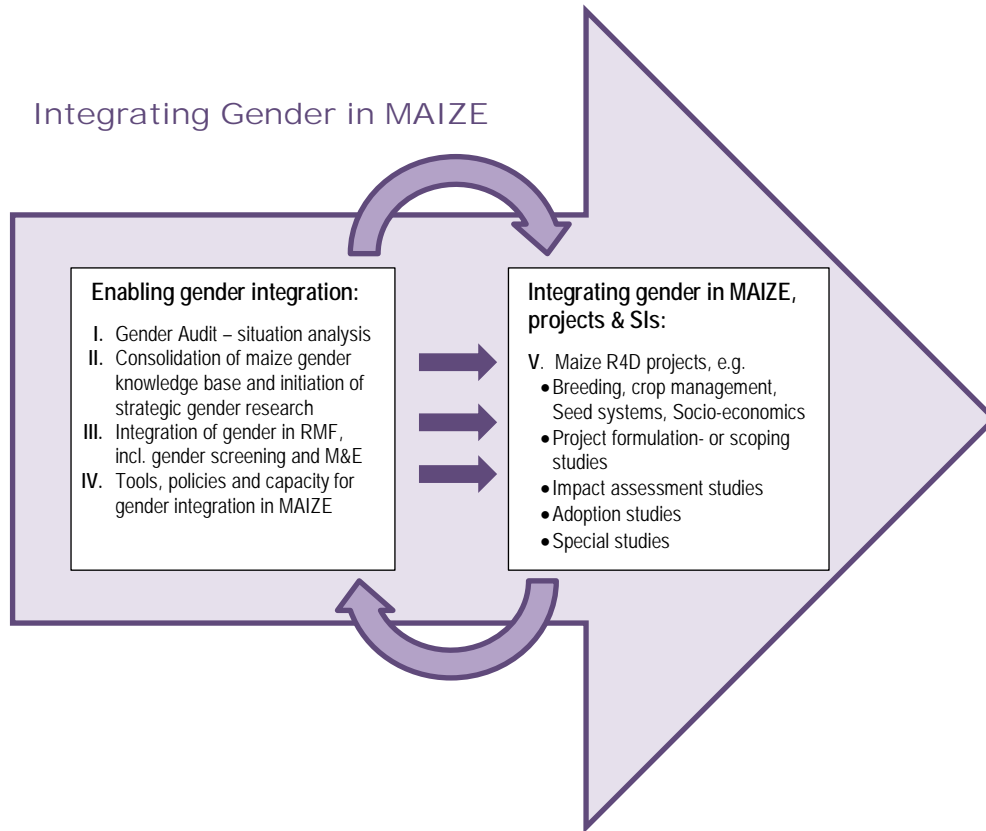 Integrating Gender in MAIZE
Enabling gender integration:
I. Gender Audit – situation analysis
II. Consolidation of maize gender
knowledge base and initiation of
strategic gender research
III. Integration of gender in RMF,
incl. gender screening and M&E
IV. Tools, policies and capacity for
gender integration in MAIZE
Integrating gender in MAIZE,
projects & SIs:
V. Maize R4D projects, e.g.
• Breeding, crop management,
Seed systems, Socio-economics
• Project formulation- or scoping
studies
• Impact assessment studies
• Adoption studies
• Special studies